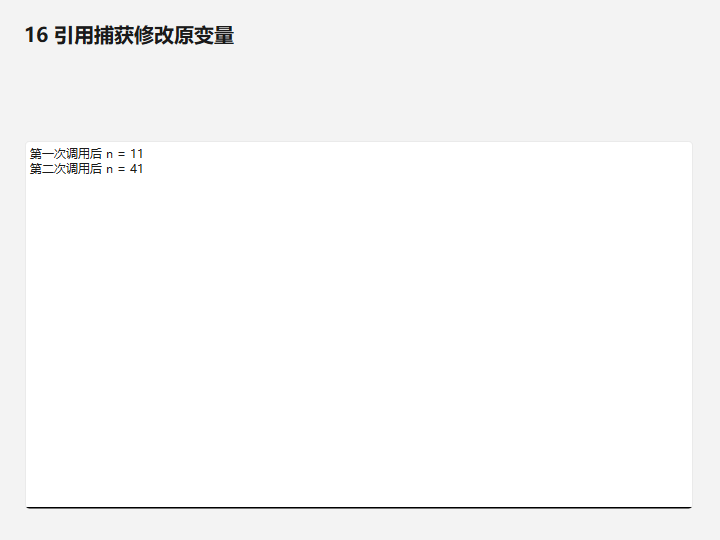 16 引用捕获修改原变量
第一次调用后 n = 11
第二次调用后 n = 41